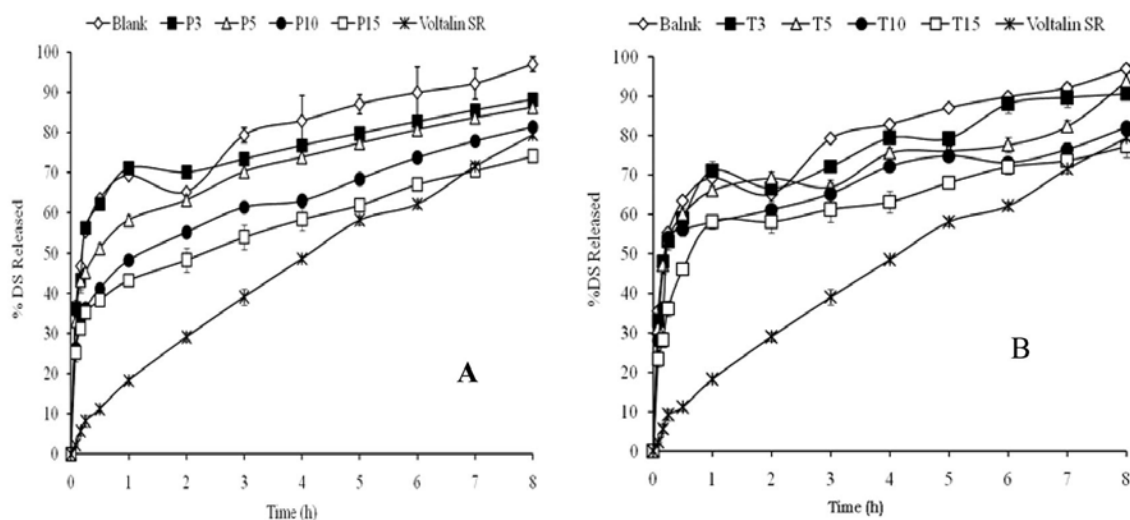 Blank P3 P5 P10 P15 Voltalin SR
100
90
80
70
60
50
40
30
20
10
0
% DS Released
0 1 2 3 4 5 6 7 8
Time (h)
A
Balnk T3 T5 T10 T15 Voltalin SR
100
90
80
70
60
50
40
30
20
10
0
%DS Released
0 1 2 3 4 5 6 7 8
Time (h)
B